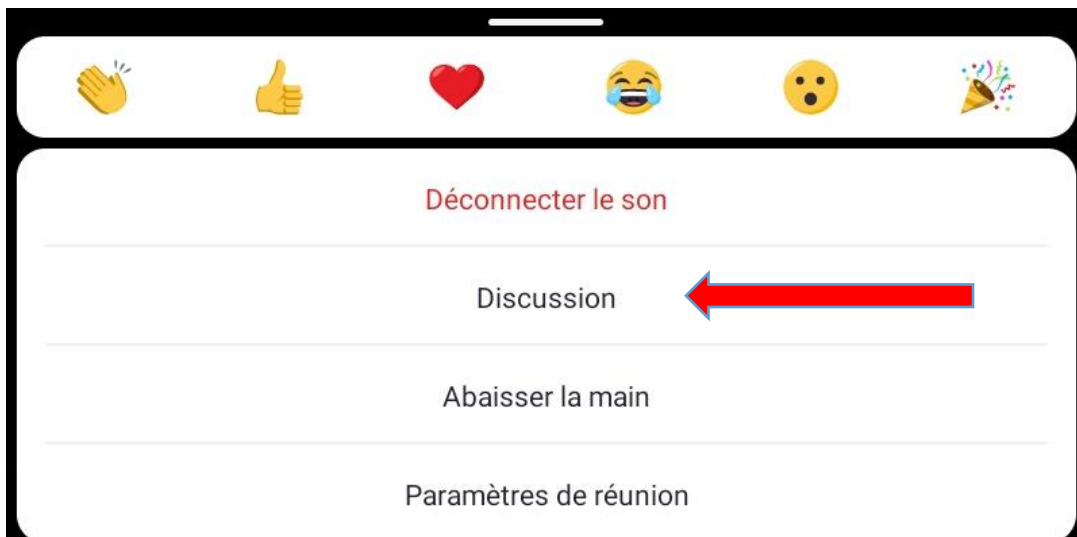 Déconnecter le son
Discussion
Abaisser la main
Paramètres de réunion